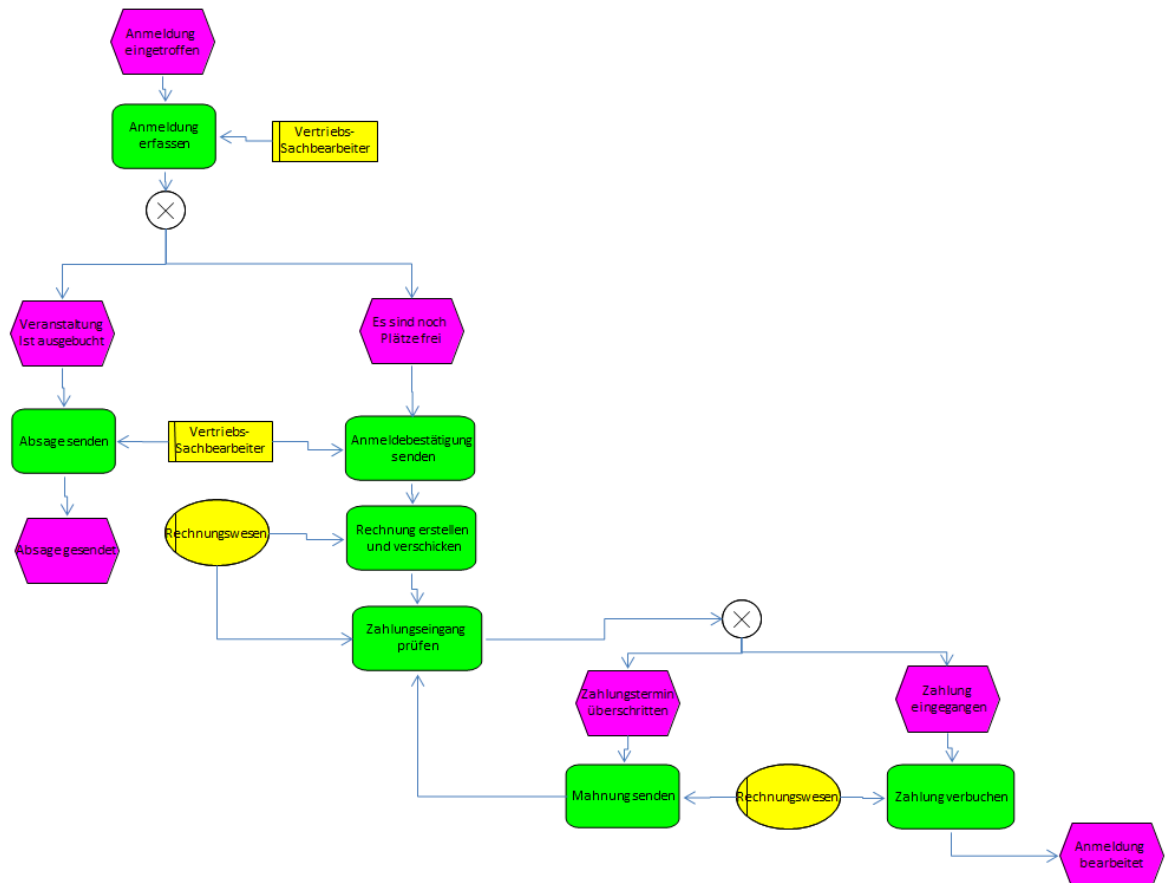 Anmeldung
eingetroffen
Anmeldung
erfassen
Vertriebs-
Sachbearbeiter
Veranstaltung
ist ausgebucht
Es sind noch
Plätze frei
Absage senden
Vertriebs-
Sachbearbeiter
Anmeldebestätigung
senden
Absage gesendet
Rechnungswesen
Rechnung erstellen
und verschicken
Zahlungseingang
prüfen
Zahlungstermin
überschritten
Zahlung
eingegangen
Mahnung senden
Rechnungswesen
Zahlung verbuchen
Anmeldung
bearbeitet